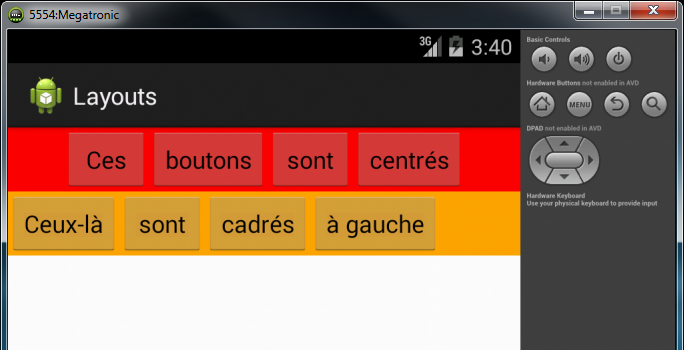 5554:Megatronic
3G 3:40
Layouts
Ces boutons sont centrés
Ceux-là sont cadrés à gauche
Basic Controls
Hardware Buttons not enabled in AVD
MENU
DPAD not enabled in AVD
Hardware Keyboard
Use your physical keyboard to provide input